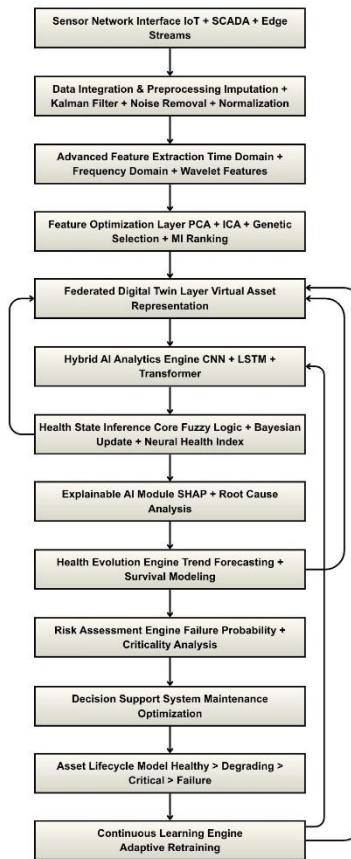 Sensor Network Interface IoT + SCADA + Edge
Streams
Data Integration & Preprocessing Imputation +
Kalman Filter + Noise Removal + Normalization
Advanced Feature Extraction Time Domain +
Frequency Domain + Wavelet Features
Feature Optimization Layer PCA + ICA + Genetic
Selection + MI Ranking
Federated Digital Twin Layer Virtual Asset
Representation
Hybrid AI Analytics Engine CNN + LSTM +
Transformer
Health State Inference Core Fuzzy Logic + Bayesian
Update + Neural Health Index
Explainable AI Module SHAP + Root Cause
Analysis
Health Evolution Engine Trend Forecasting +
Survival Modeling
Risk Assessment Engine Failure Probability +
Criticality Analysis
Decision Support System Maintenance
Optimization
Asset Lifecycle Model Healthy > Degrading >
Critical > Failure
Continuous Learning Engine
Adaptive Retraining